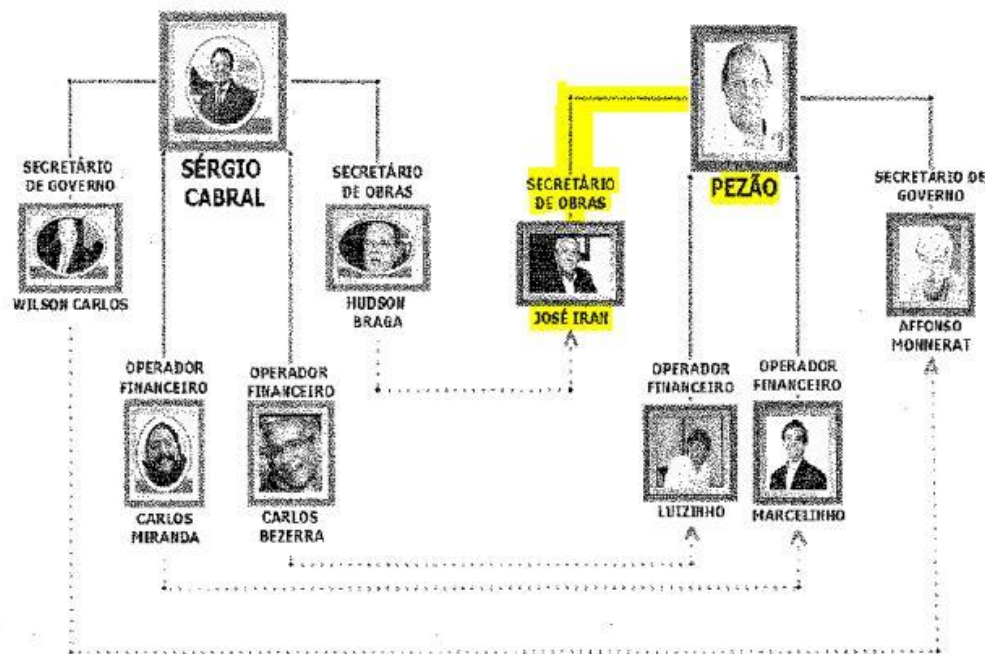 SÉRGIO
CABRAL
SECRETÁRIO
DE GOVERNO
WILSON CARLOS
SECRETÁRIO
DE OBRAS
HUDSON
BRAGA
OPERADOR
FINANCEIRO
CARLOS
MIRANDA
OPERADOR
FINANCEIRO
CARLOS
BEZERRA
PEZÃO
SECRETÁRIO
DE OBRAS
JOSÉ IRAN
SECRETÁRIO DE
GOVERNO
AFFONSO
MONNERAT
OPERADOR
FINANCEIRO
LUIZINHO
OPERADOR
FINANCEIRO
MARCELINHO